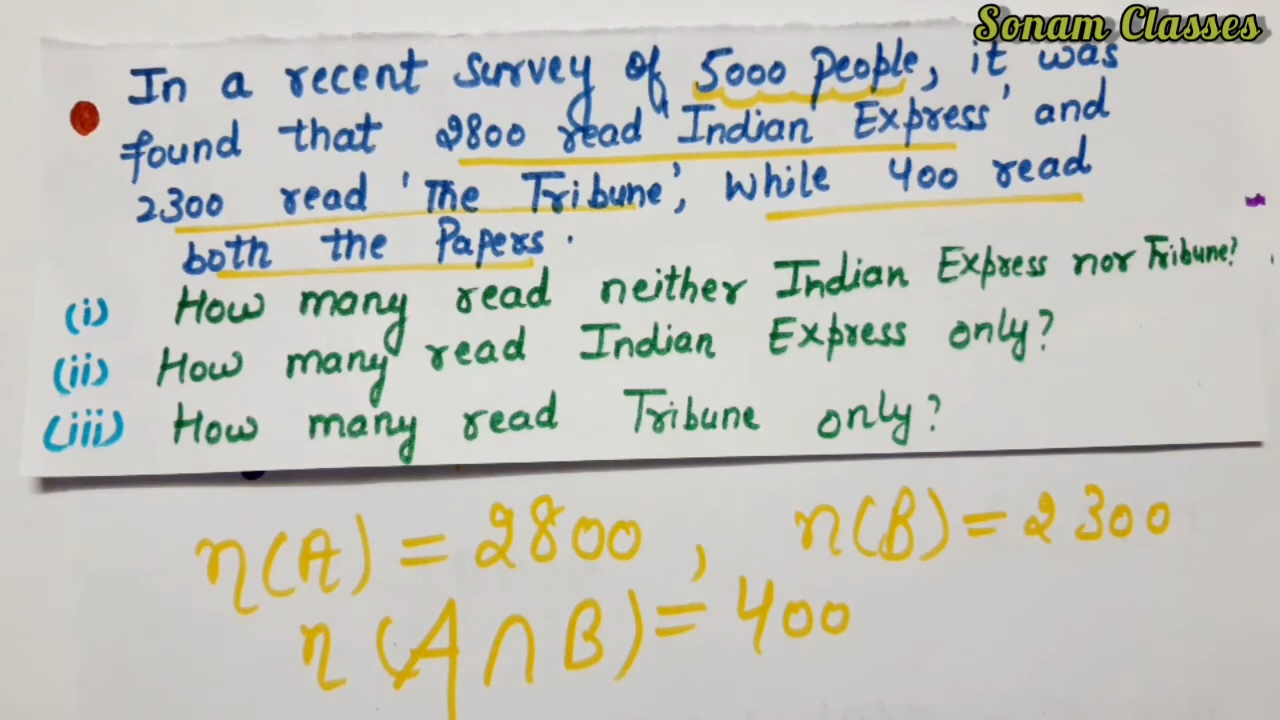 Sonam Classes
In a recent survey of 5000 people, it was
found that 2800 read 'Indian Express' and
2300 read 'The Tribune', While 400 read
both the Papers.
(i) How many read neither Indian Express nor Tribune?
(ii) How many read Indian Express only?
(iii) How many read Tribune only?
n(A) = 2800, n(B) = 2300
n(A∩B) = 400